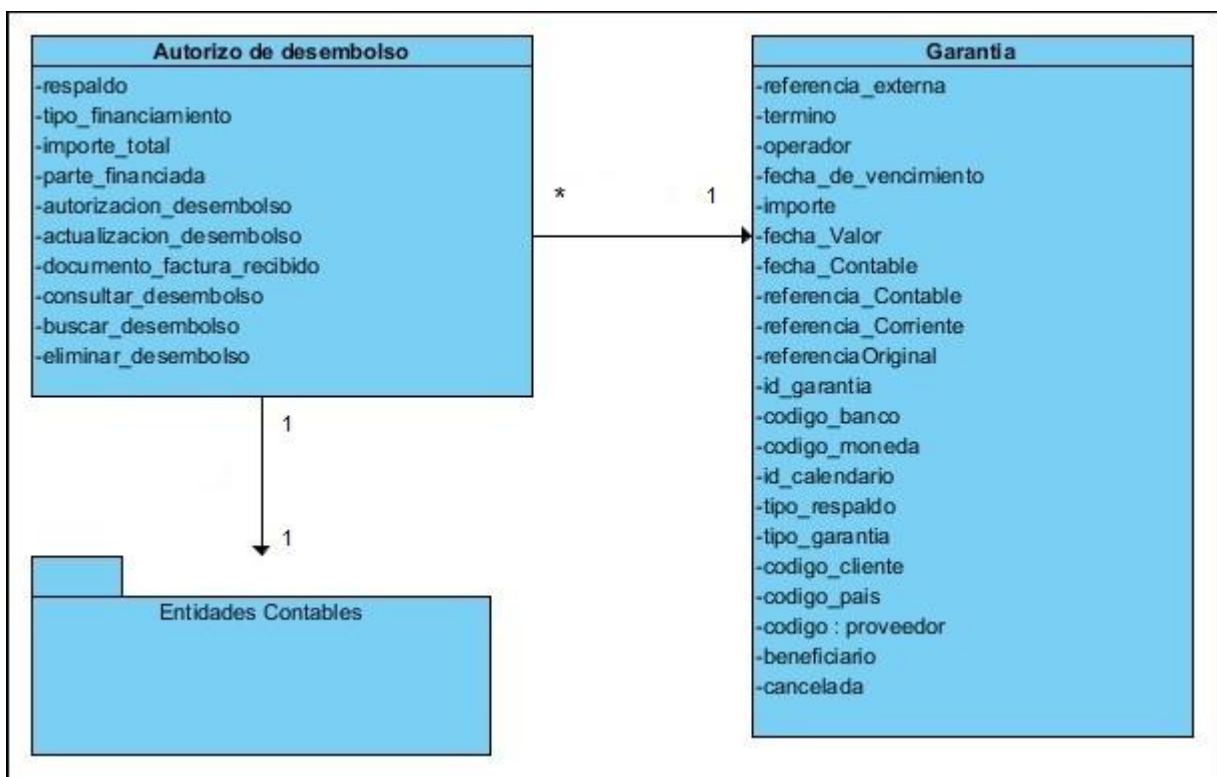 Autorizo de desembolso
-respaldo
-tipo_financiamiento
-importe_total
-parte_financiada
-autorizacion_desembolso
-actualizacion_desembolso
-documento_factura_recibido
-consultar_desembolso
-buscar_desembolso
-eliminar_desembolso
* 1
Garantia
-referencia_externa
-termino
-operador
-fecha_de_vencimiento
-importe
-fecha_Valor
-fecha_Contable
-referencia_Contable
-referencia_Corriente
-referenciaOriginal
-id_garantia
-codigo_banco
-codigo_moneda
-id_calendario
-tipo_respaldo
-tipo_garantia
-codigo_cliente
-codigo_pais
-codigo : proveedor
-beneficiario
-cancelada
1
1
Entidades Contables